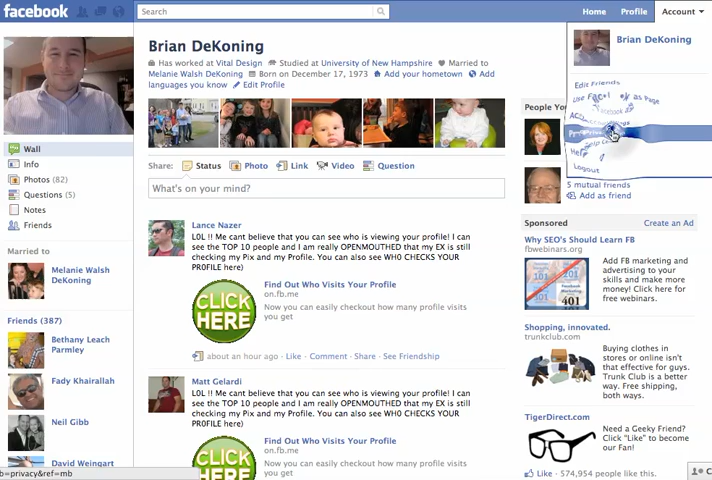 facebook
Search
Home Profile Account
Brian DeKoning
Brian DeKoning
Has worked at Vital Design Studied at University of New Hampshire Married to
Melanie Walsh DeKoning Born on December 17, 1973 Add your hometown Add
languages you know Edit Profile
Edit Friends
as Page
Help
Logout
People You
Wall
Info
Photos (82)
Questions (5)
Notes
Friends
Share: Status Photo Link Video Question
What's on your mind?
5 mutual friends
Add as friend
Married to
Melanie Walsh
DeKoning
Friends (387)
Bethany Leach
Parmley
Fady Khairallah
Neil Gibb
David Weingart
Lance Nazer
L0L !! Me cant believe that you can see who is viewing your profile! I can
see the TOP 10 people and I am really OPENMOUTHED that my EX is still
checking my Pix and my Profile. You can also see WH0 CHECKS YOUR
PR0FILE here)
CLICK
HERE
Find Out Who Visits Your Profile
on.fb.me
Now you can easily checkout how many profile visits
you get
about an hour ago · Like · Comment · Share · See Friendship
Matt Gelardi
L0L !! Me cant believe that you can see who is viewing your profile! I can
see the TOP 10 people and I am really OPENMOUTHED that my EX is still
checking my Pix and my Profile. You can also see WH0 CHECKS YOUR
PR0FILE here)
CLICK
HERE
Find Out Who Visits Your Profile
on.fb.me
Now you can easily checkout how many profile visits
Sponsored Create an Ad
Why SEO's Should Learn FB
fbwebinars.org
Add FB marketing and
advertising to your
skills and make more
money! Click here for
free webinars.
Shopping, innovated.
trunkclub.com
Buying clothes in
stores or online isn't
that effective for guys.
Trunk Club is a better
way. Free shipping,
both ways.
TigerDirect.com
Need a Geeky Friend?
Click "Like" to become
our Fan!
Like · 574,954 people like this.
b=privacy&ref=mb